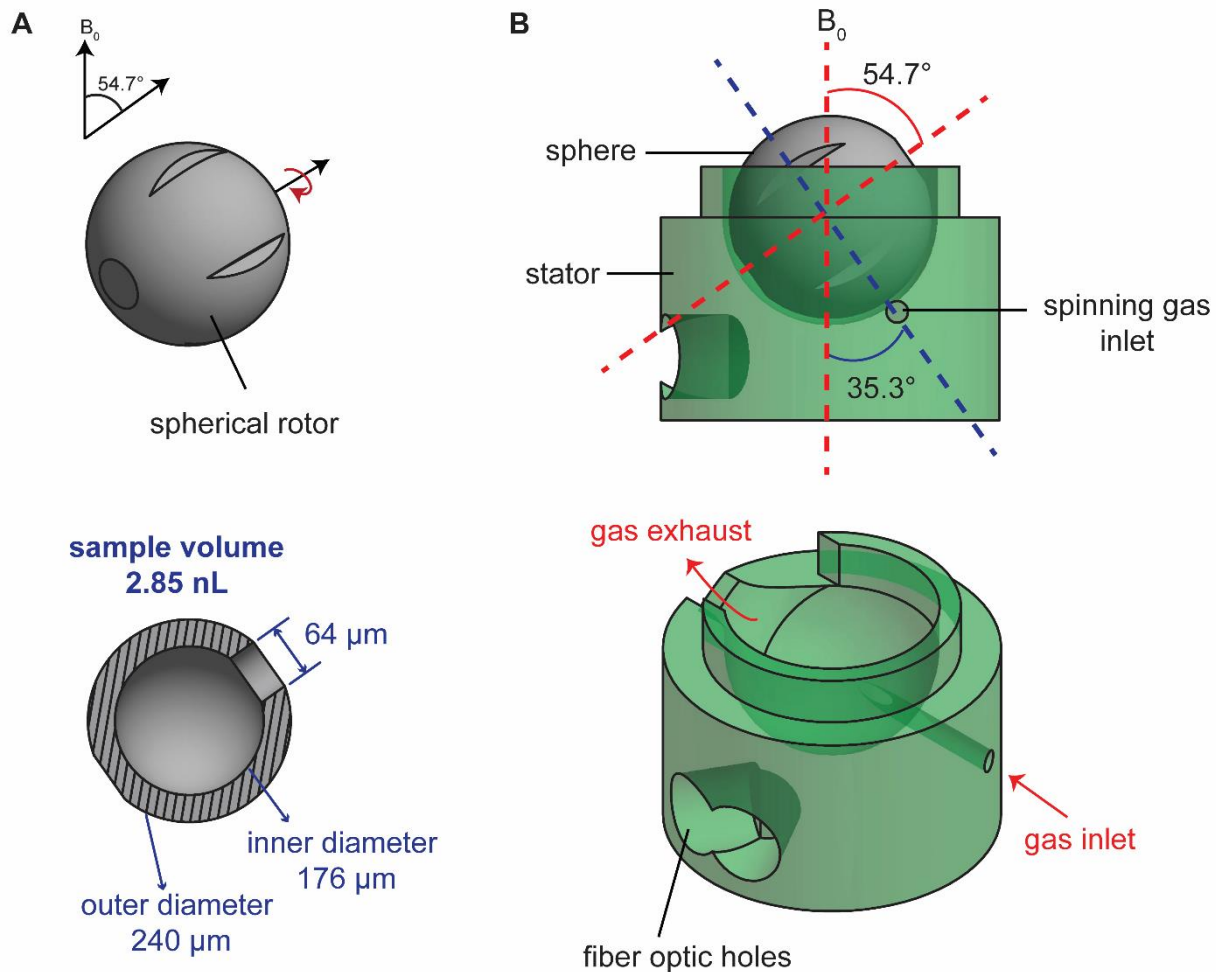 A
B₀
54.7°
spherical rotor
sample volume
2.85 nL
64 µm
inner diameter
176 µm
outer diameter
240 µm
B
B₀
54.7°
sphere
stator
spinning gas
inlet
35.3°
gas exhaust
gas inlet
fiber optic holes